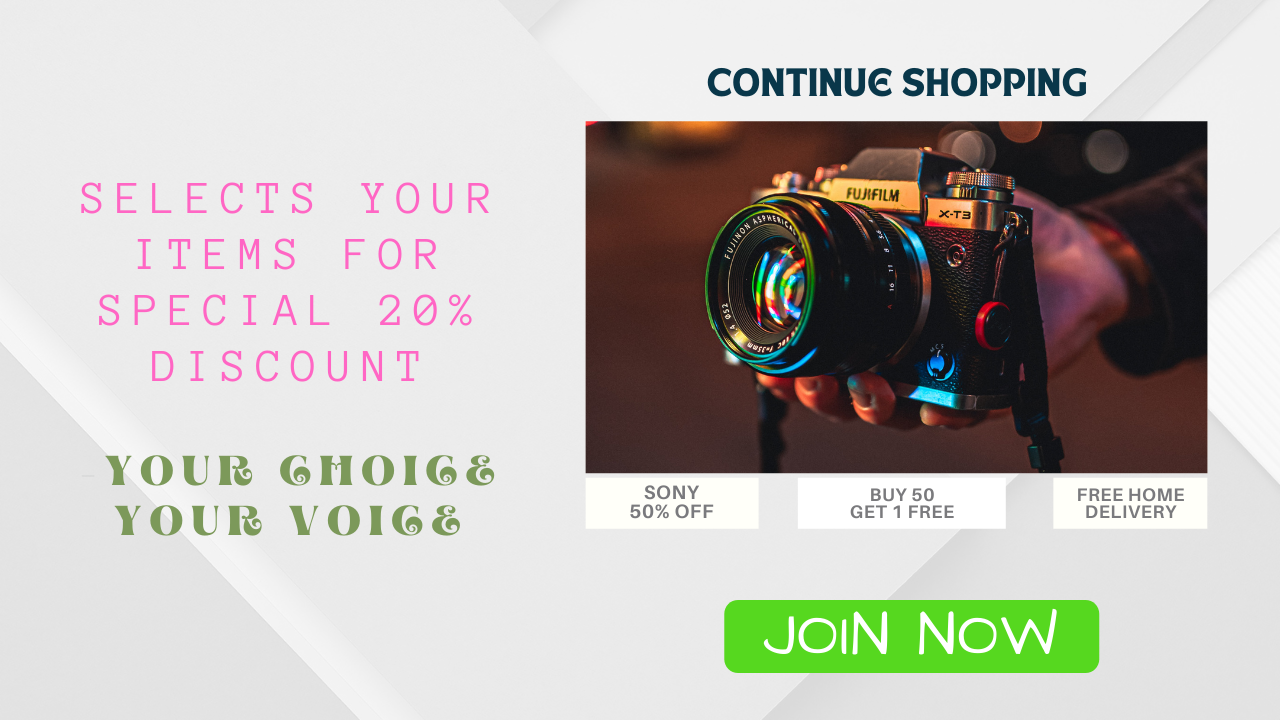 CONTINUE SHOPPING
SELECTS YOUR
ITEMS FOR
SPECIAL 20%
DISCOUNT
YOUR CHOICE
YOUR VOICE
FUJIFILM
X-T3
FUJINON ASPHERICAL
SONY
50% OFF
BUY 50
GET 1 FREE
FREE HOME
DELIVERY
JOIN NOW